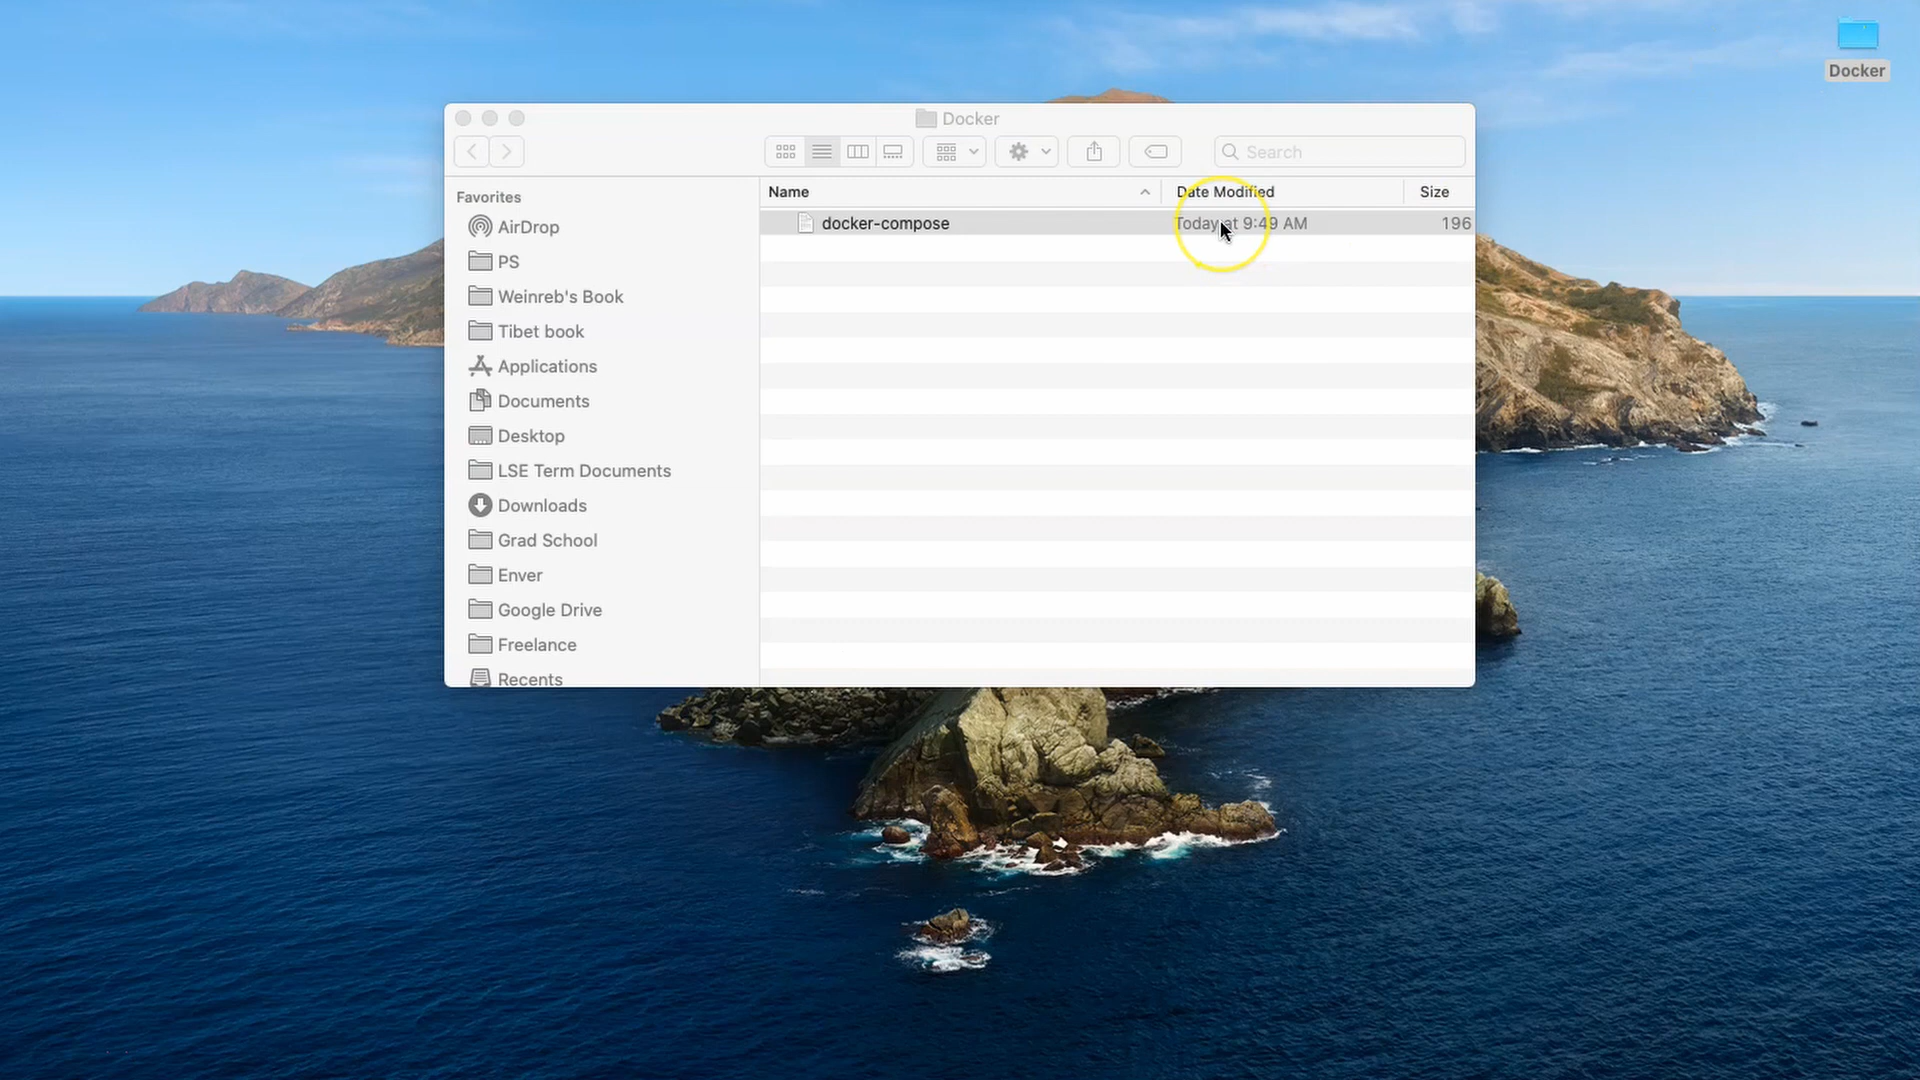 Docker
Docker
Search
Favorites
AirDrop
PS
Weinreb's Book
Tibet book
Applications
Documents
Desktop
LSE Term Documents
Downloads
Grad School
Enver
Google Drive
Freelance
Recents
Name Date Modified Size
docker-compose Today at 9:49 AM 196